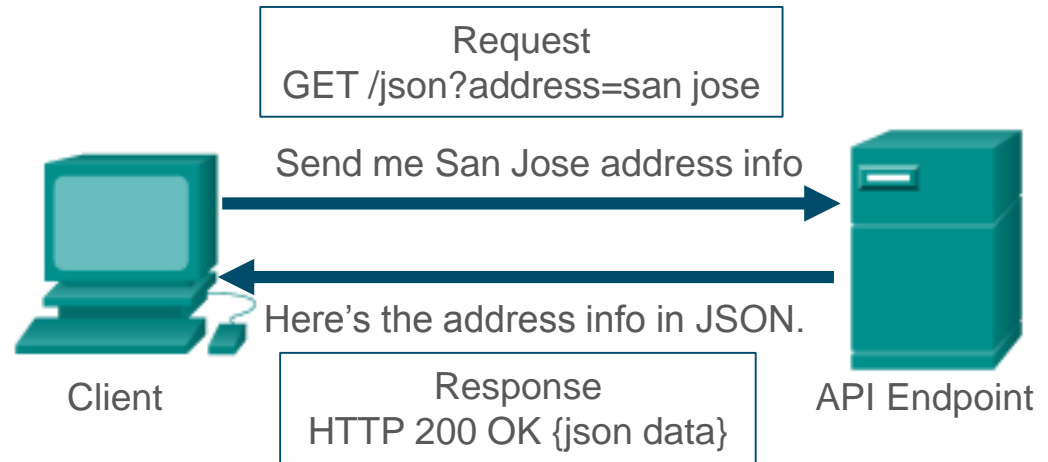 Request
GET /json?address=san jose
Send me San Jose address info
Here’s the address info in JSON.
Client
Response
HTTP 200 OK {json data}
API Endpoint